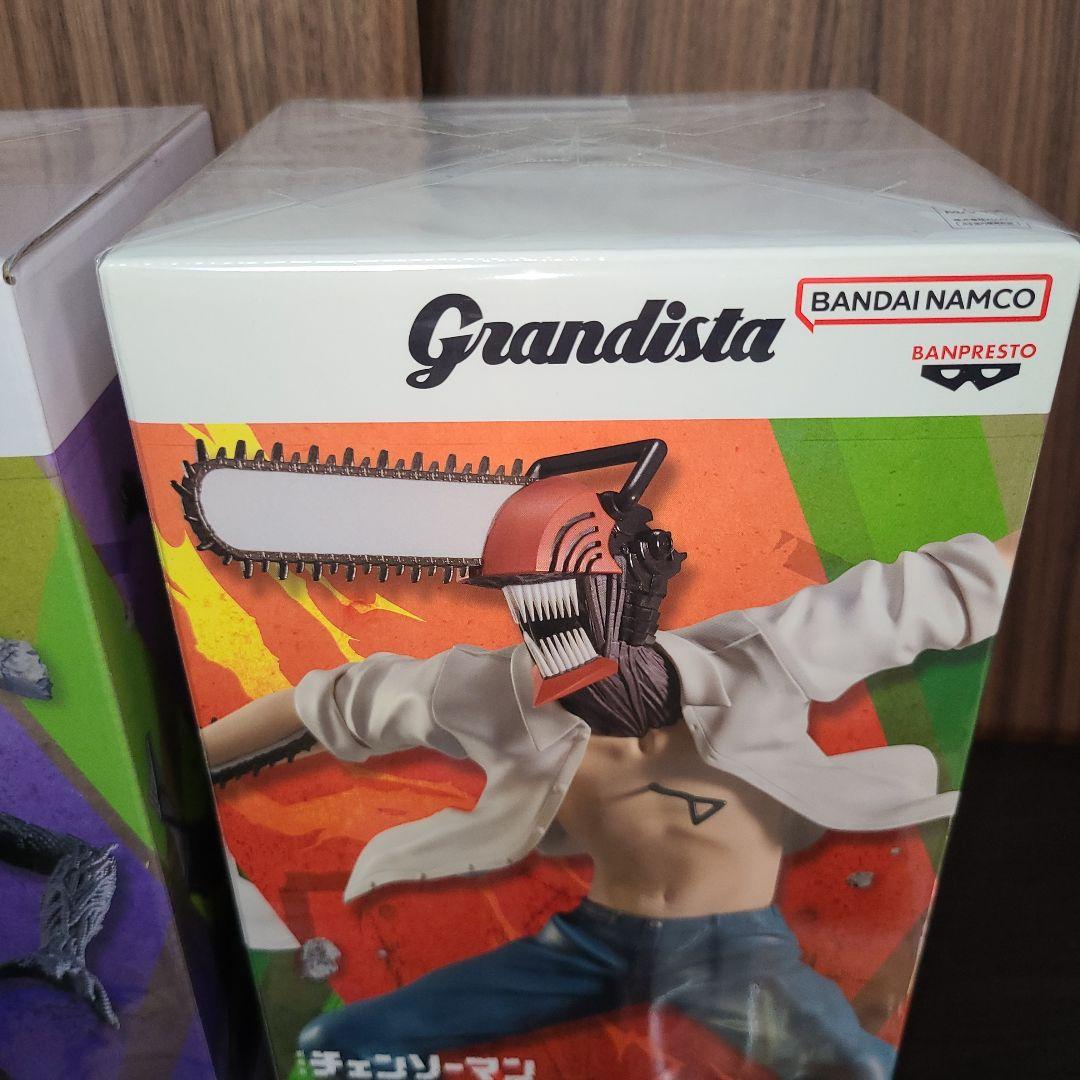 Grandista
BANDAI NAMCO
BANPRESTO
チェンソーマン